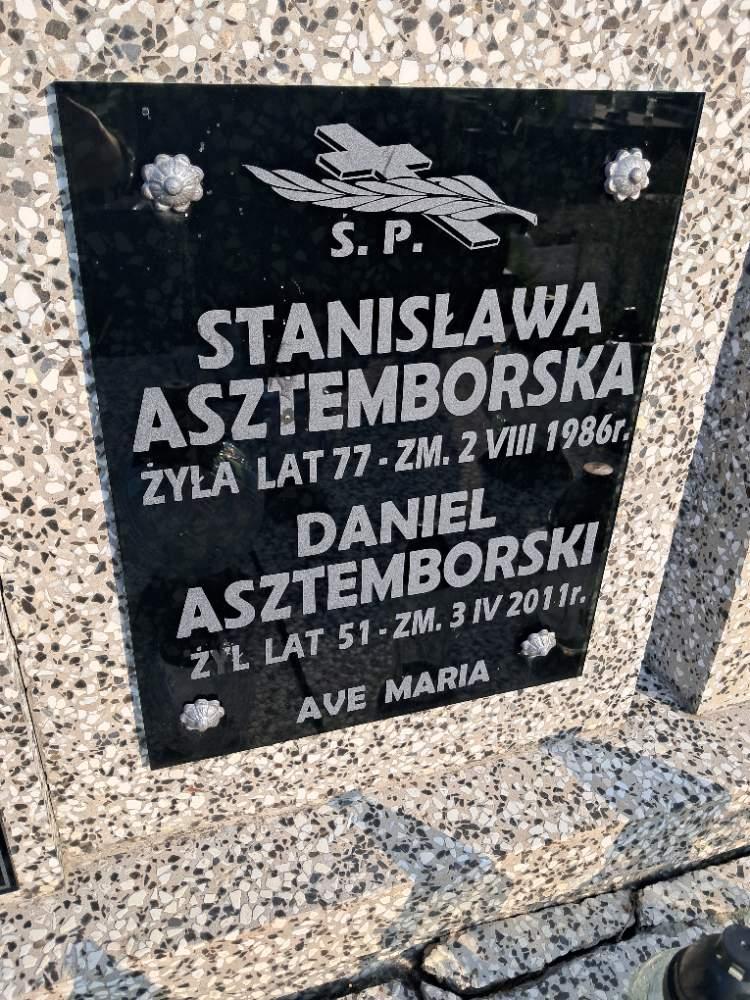 Ś. P.
STANISŁAWA
ASZTEMBORSKA
ŻYŁA LAT 77 - ZM. 2 VIII 1986r.
DANIEL
ASZTEMBORSKI
ŻYŁ LAT 51 - ZM. 3 IV 2011r.
AVE MARIA